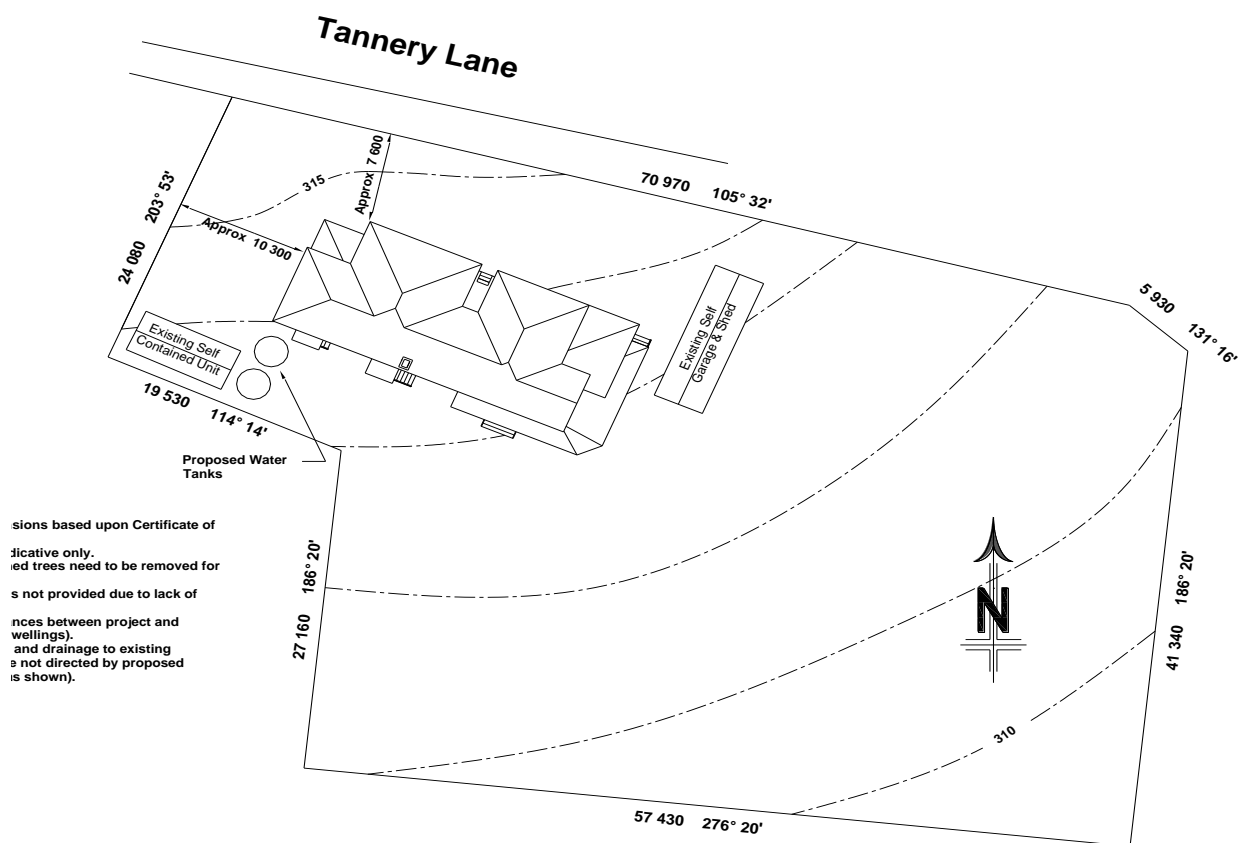 Tannery Lane
70 970 105° 32'
5 930 131° 16'
315
Approx 7 600
203° 53'
24 080
Approx 10 300
Existing Self
Contained Unit
Existing Self
Garage & Shed
19 530 114° 14'
Proposed Water
Tanks
sions based upon Certificate of
dicative only.
ed trees need to be removed for
s not provided due to lack of
nces between project and
wellings).
and drainage to existing
e not directed by proposed
s shown).
27 160 186° 20'
N
41 340 186° 20'
310
57 430 276° 20'